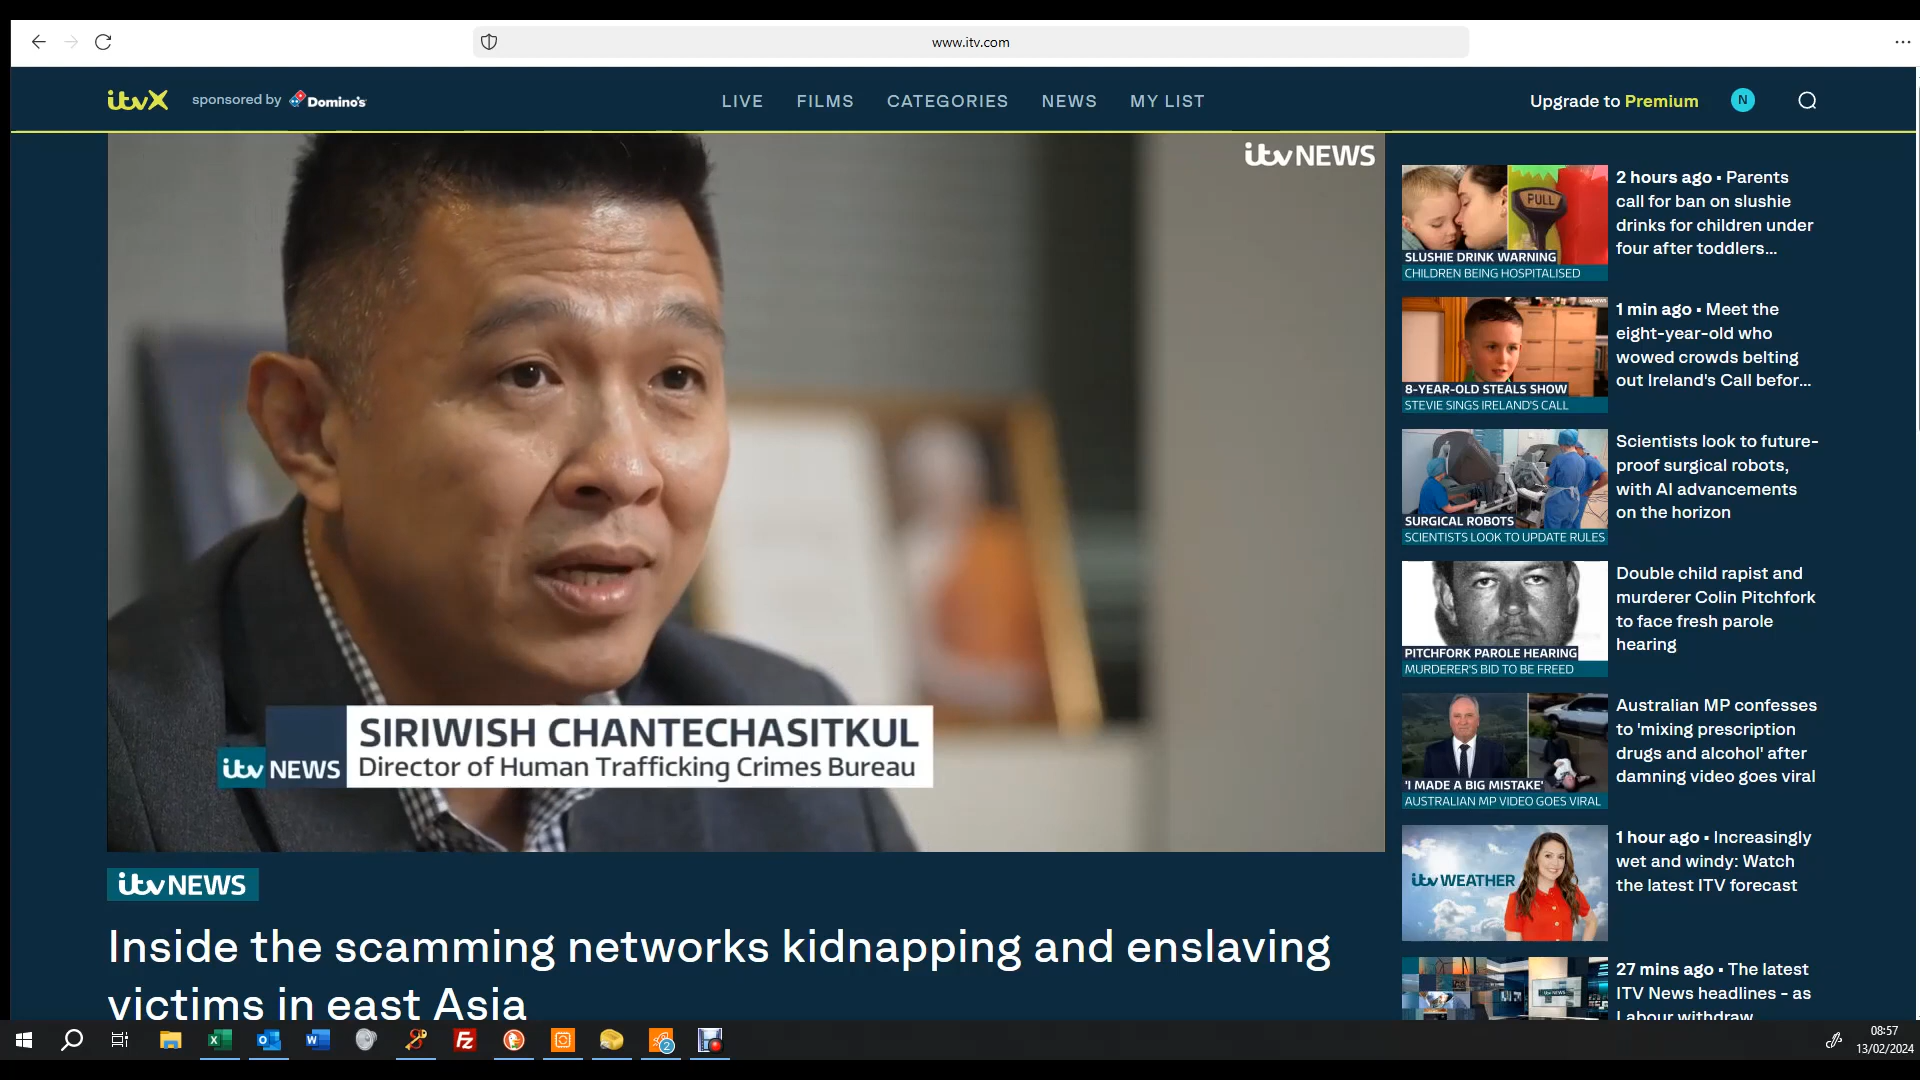 www.itv.com
itvX
sponsored by Domino's
LIVE
FILMS
CATEGORIES
NEWS
MY LIST
Upgrade to Premium
N
itv NEWS
SIRIWISH CHANTECHASITKUL
Director of Human Trafficking Crimes Bureau
itv NEWS
itv NEWS
Inside the scamming networks kidnapping and enslaving
victims in east Asia
PULL
SLUSHIE DRINK WARNING
CHILDREN BEING HOSPITALISED
2 hours ago • Parents
call for ban on slushie
drinks for children under
four after toddlers...
8-YEAR-OLD STEALS SHOW
STEVIE SINGS IRELAND'S CALL
1 min ago • Meet the
eight-year-old who
wowed crowds belting
out Ireland's Call befor...
SURGICAL ROBOTS
SCIENTISTS LOOK TO UPDATE RULES
Scientists look to future-
proof surgical robots,
with AI advancements
on the horizon
PITCHFORK PAROLE HEARING
MURDERER'S BID TO BE FREED
Double child rapist and
murderer Colin Pitchfork
to face fresh parole
hearing
'I MADE A BIG MISTAKE'
AUSTRALIAN MP VIDEO GOES VIRAL
Australian MP confesses
to 'mixing prescription
drugs and alcohol' after
damning video goes viral
itv WEATHER
1 hour ago • Increasingly
wet and windy: Watch
the latest ITV forecast
27 mins ago • The latest
ITV News headlines - as
Labour withdraw
2
08:57
13/02/2024